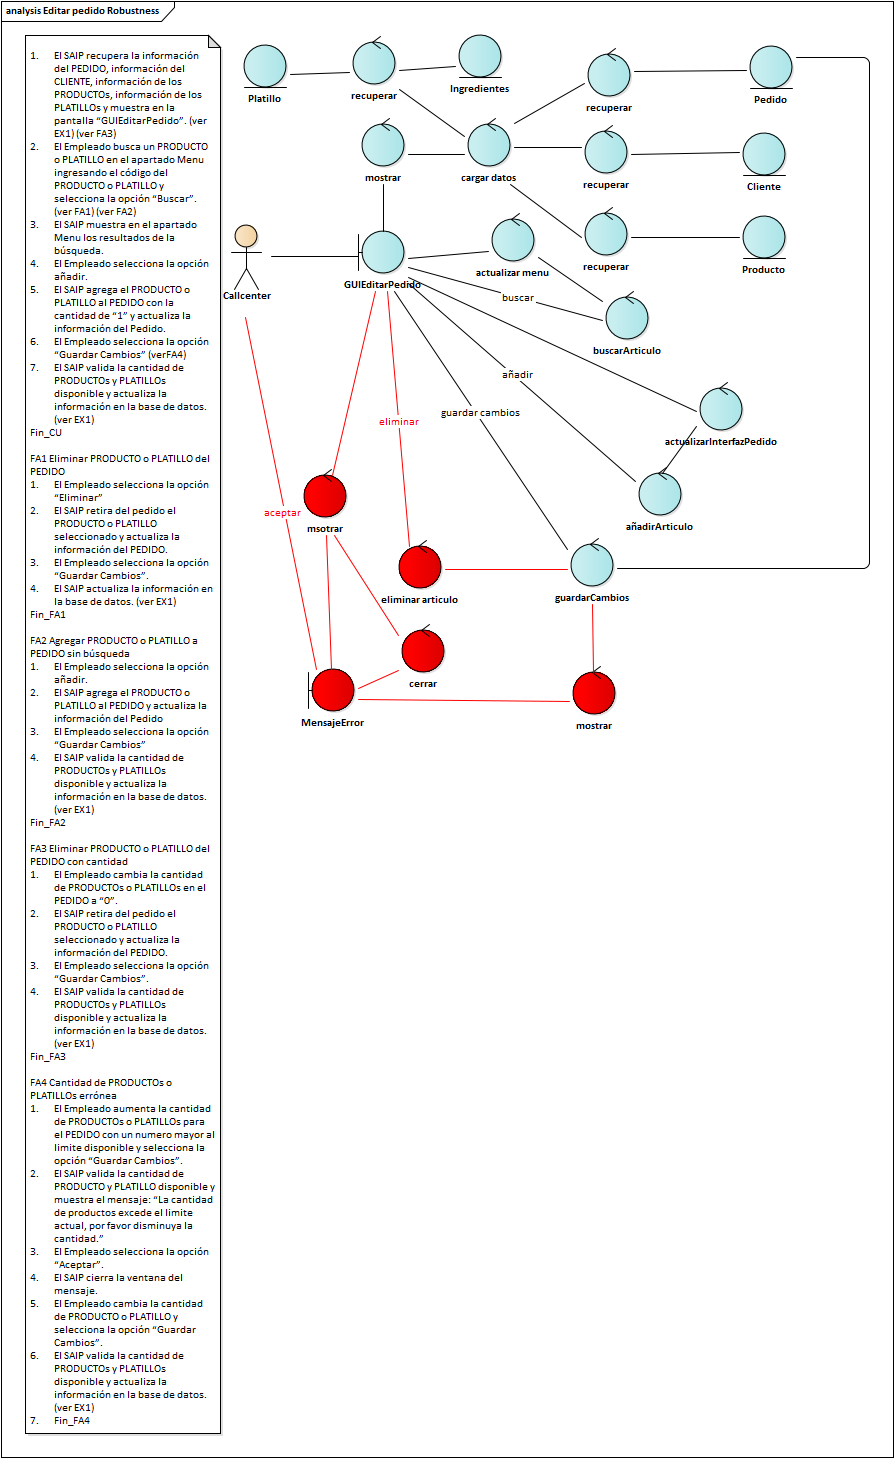 analysis Editar pedido Robustness
1. El SAIP recupera la información
del PEDIDO, información del
CLIENTE, información de los
PRODUCTOs, información de los
PLATILLOs y muestra en la
pantalla “GUIEditarPedido”. (ver
EX1) (ver FA3)
2. El Empleado busca un PRODUCTO
o PLATILLO en el apartado Menu
ingresando el código del
PRODUCTO o PLATILLO y
selecciona la opción “Buscar”.
(ver FA1) (ver FA2)
3. El SAIP muestra en el apartado
Menu los resultados de la
búsqueda.
4. El Empleado selecciona la opción
añadir.
5. El SAIP agrega el PRODUCTO o
PLATILLO al PEDIDO con la
cantidad de “1” y actualiza la
información del Pedido.
6. El Empleado selecciona la opción
“Guardar Cambios” (verFA4)
7. El SAIP valida la cantidad de
PRODUCTOs y PLATILLOs
disponible y actualiza la
información en la base de datos.
(ver EX1)
Fin_CU
FA1 Eliminar PRODUCTO o PLATILLO del
PEDIDO
1. El Empleado selecciona la opción
“Eliminar”
2. El SAIP retira del pedido el
PRODUCTO o PLATILLO
seleccionado y actualiza la
información del PEDIDO.
3. El Empleado selecciona la opción
“Guardar Cambios”.
4. El SAIP actualiza la información en
la base de datos. (ver EX1)
Fin_FA1
FA2 Agregar PRODUCTO o PLATILLO a
PEDIDO sin búsqueda
1. El Empleado selecciona la opción
añadir.
2. El SAIP agrega el PRODUCTO o
PLATILLO al PEDIDO y actualiza la
información del Pedido
3. El Empleado selecciona la opción
“Guardar Cambios”
4. El SAIP valida la cantidad de
PRODUCTOs y PLATILLOs
disponible y actualiza la
información en la base de datos.
(ver EX1)
Fin_FA2
FA3 Eliminar PRODUCTO o PLATILLO del
PEDIDO con cantidad
1. El Empleado cambia la cantidad
de PRODUCTOs o PLATILLOs en el
PEDIDO a “0”.
2. El SAIP retira del pedido el
PRODUCTO o PLATILLO
seleccionado y actualiza la
información del PEDIDO.
3. El Empleado selecciona la opción
“Guardar Cambios”.
4. El SAIP valida la cantidad de
PRODUCTOs y PLATILLOs
disponible y actualiza la
información en la base de datos.
(ver EX1)
Fin_FA3
FA4 Cantidad de PRODUCTOs o
PLATILLOs errónea
1. El Empleado aumenta la cantidad
de PRODUCTOs o PLATILLOs para
el PEDIDO con un numero mayor al
limite disponible y selecciona la
opción “Guardar Cambios”.
2. El SAIP valida la cantidad de
PRODUCTO y PLATILLO disponible y
muestra el mensaje: “La cantidad
de productos excede el limite
actual, por favor disminuya la
cantidad.”
3. El Empleado selecciona la opción
“Aceptar”.
4. El SAIP cierra la ventana del
mensaje.
5. El Empleado cambia la cantidad
de PRODUCTO o PLATILLO y
selecciona la opción “Guardar
Cambios”.
6. El SAIP valida la cantidad de
PRODUCTOs y PLATILLOs
disponible y actualiza la
información en la base de datos.
(ver EX1)
7. Fin_FA4
Platillo
recuperar
Ingredientes
recuperar
Pedido
mostrar
cargar datos
recuperar
Cliente
recuperar
Producto
Callcenter
GUIEditarPedido
actualizar menu
buscar
buscarArticulo
añadir
guardar cambios
eliminar
actualizarInterfazPedido
aceptar
msotrar
añadirArticulo
eliminar articulo
guardarCambios
cerrar
MensajeError
mostrar